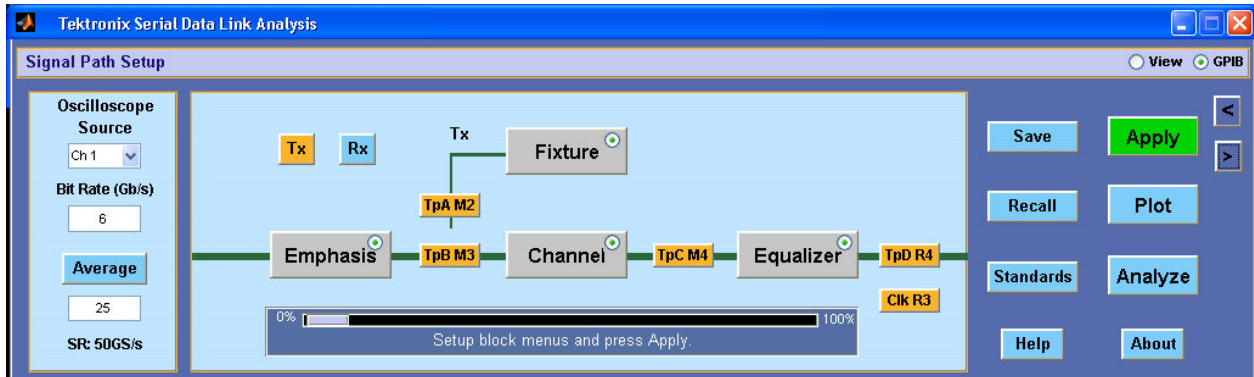 Tektronix Serial Data Link Analysis
Signal Path Setup
View GPIB
Oscilloscope
Source
Ch 1
Bit Rate (Gb/s)
6
Average
25
SR: 50GS/s
Tx Rx Tx
Fixture
TpA M2
Emphasis TpB M3 Channel TpC M4 Equalizer TpD R4
Clk R3
0% 100%
Setup block menus and press Apply.
Save Apply
<
>
Recall Plot
Standards Analyze
Help About